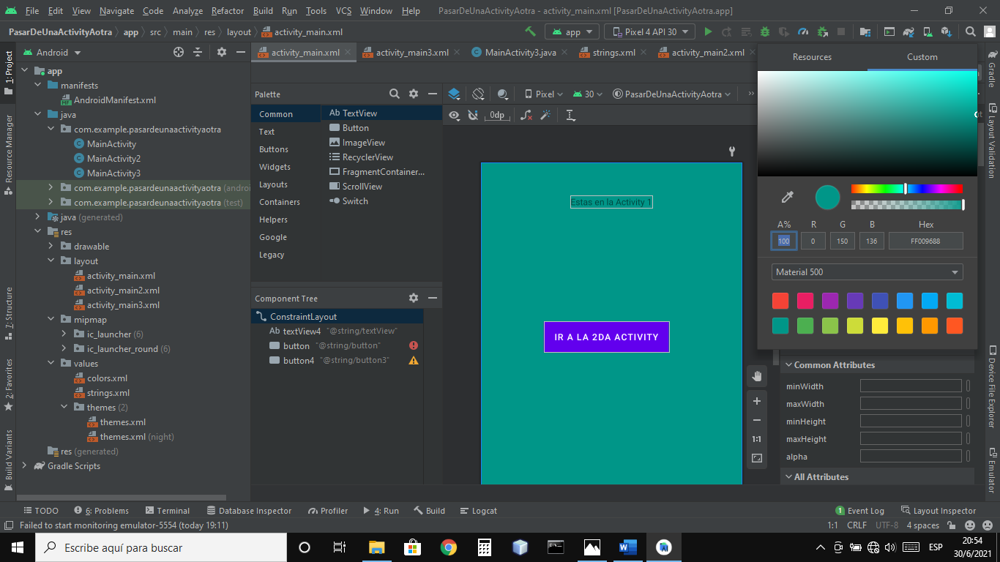 File Edit View Navigate Code Analyze Refactor Build Run Tools VCS Window Help PasarDeUnaActivityAotra - activity_main.xml [PasarDeUnaActivityAotra.app]
PasarDeUnaActivityAotra app src main res layout activity_main.xml app Pixel 4 API 30
1: Project
Resource Manager
7: Structure
2: Favorites
Build Variants
Android
app
manifests
AndroidManifest.xml
java
com.example.pasardeunaactivityaotra
MainActivity
MainActivity2
MainActivity3
com.example.pasardeunaactivityaotra (andro
com.example.pasardeunaactivityaotra (test)
java (generated)
res
drawable
layout
activity_main.xml
activity_main2.xml
activity_main3.xml
mipmap
ic_launcher (6)
ic_launcher_round (6)
values
colors.xml
strings.xml
themes (2)
themes.xml
themes.xml (night)
res (generated)
Gradle Scripts
activity_main.xml activity_main3.xml MainActivity3.java strings.xml activity_main2.xml
Palette
Common
Text
Buttons
Widgets
Layouts
Containers
Helpers
Google
Legacy
Ab TextView
Button
ImageView
RecyclerView
FragmentContainer...
ScrollView
Switch
Component Tree
ConstraintLayout
Ab textView4 "@string/textView"
button "@string/button"
button4 "@string/button3"
Pixel 30 PasarDeUnaActivityAotra »
0dp
Estas en la Activity 1
IR A LA 2DA ACTIVITY
1:1
Resources Custom
A% R G B Hex
100 0 150 136 FF009688
Material 500
Common Attributes
minWidth
maxWidth
minHeight
maxHeight
alpha
All Attributes
Gradle
Layout Validation
Device File Explorer
Emulator
TODO 6: Problems Terminal Database Inspector Profiler 4: Run Build Logcat 1 Event Log Layout Inspector
Failed to start monitoring emulator-5554 (today 19:11) 1:1 CRLF UTF-8 4 spaces
Escribe aquí para buscar
ESP
20:54
30/6/2021